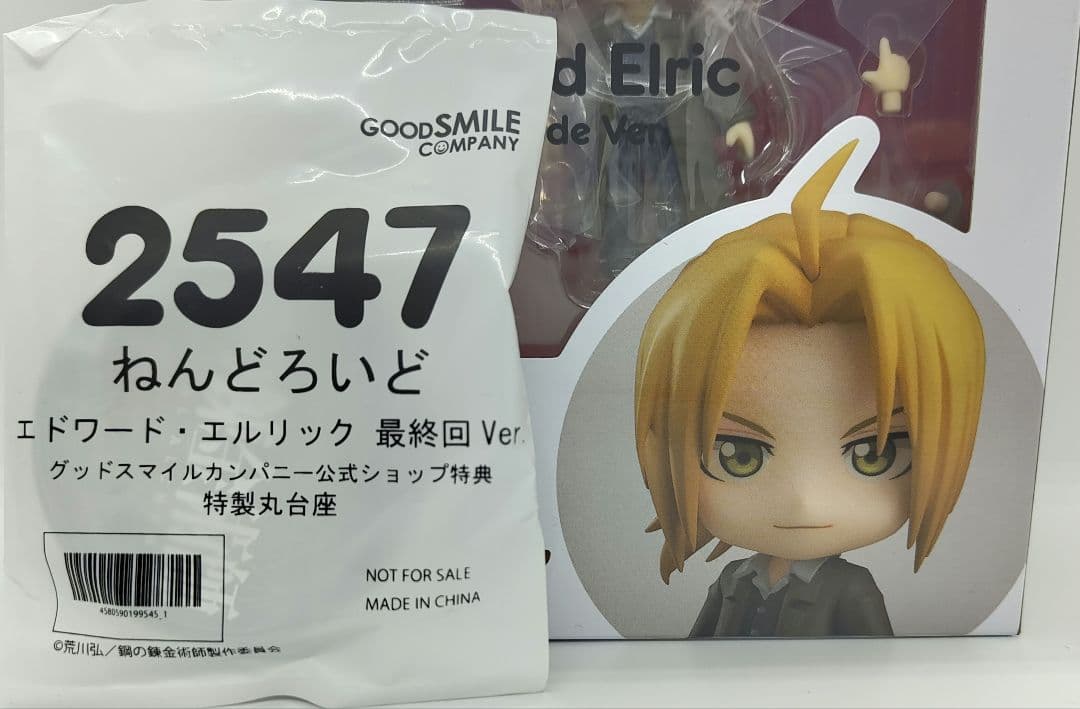 GOODSMILE
COMPANY
2547
ねんどろいど
エドワード・エルリック 最終回 Ver.
グッドスマイルカンパニー公式ショップ特典
特製丸台座
4580590199545_1
NOT FOR SALE
MADE IN CHINA
©荒川弘／鋼の錬金術師製作委員会
d Elric
de Ver.